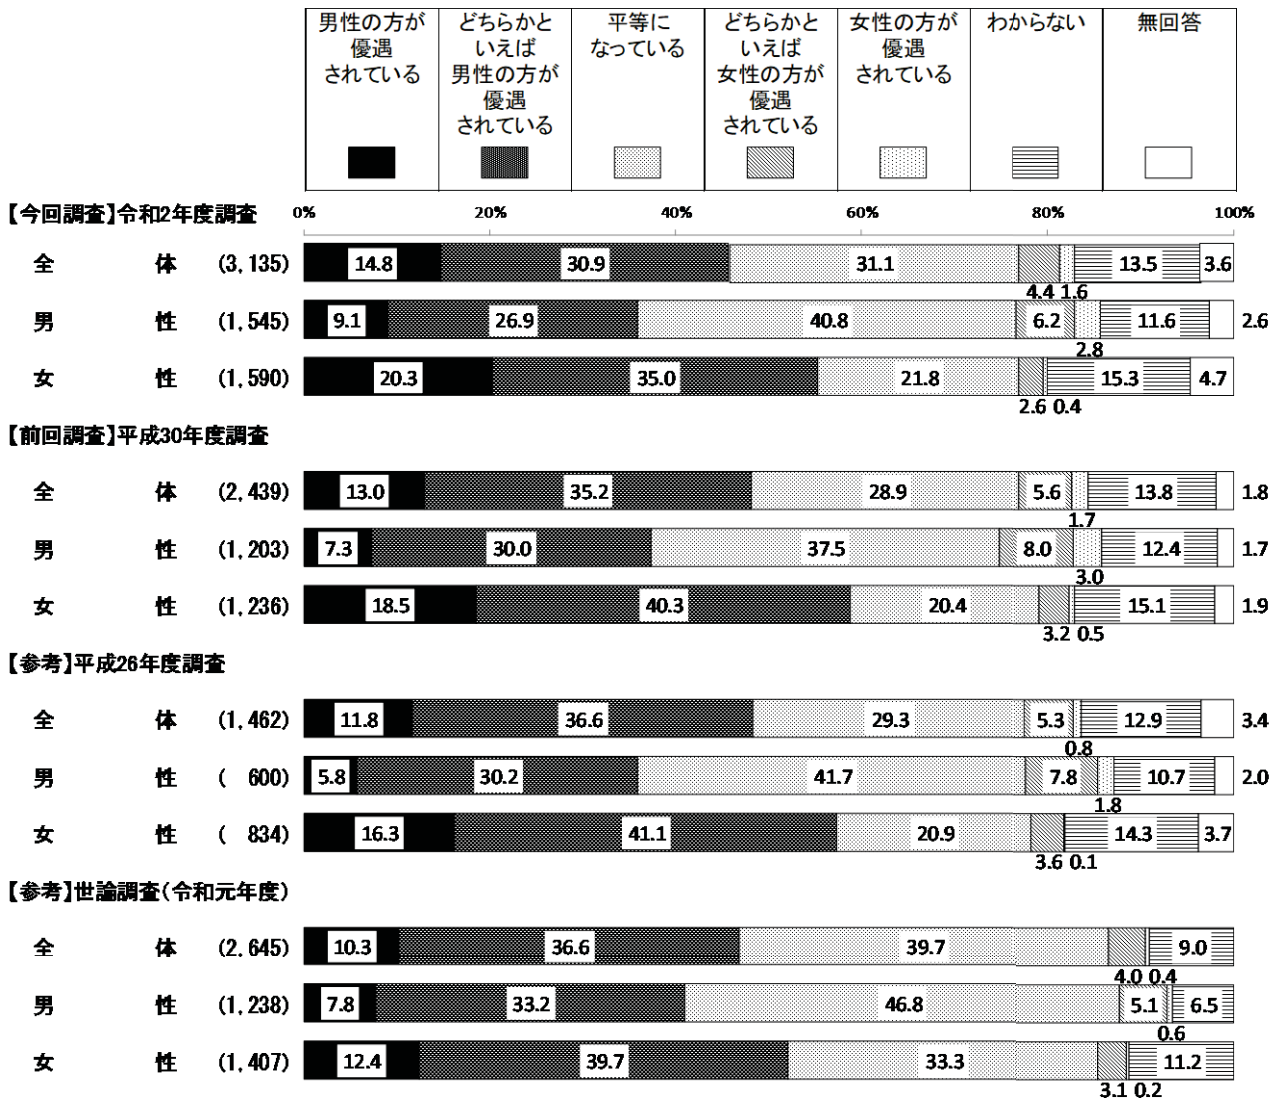 男性の方が
優遇
されている
どちらかと
いえば
男性の方が
優遇
されている
平等に
なっている
どちらかと
いえば
女性の方が
優遇
されている
女性の方が
優遇
されている
わからない
無回答
【今回調査】令和2年度調査
0% 20% 40% 60% 80% 100%
全 体 (3,135) 14.8 30.9 31.1 13.5 3.6
4.4 1.6
男 性 (1,545) 9.1 26.9 40.8 6.2 11.6 2.6
2.8
女 性 (1,590) 20.3 35.0 21.8 15.3 4.7
2.6 0.4
【前回調査】平成30年度調査
全 体 (2,439) 13.0 35.2 28.9 5.6 13.8 1.8
1.7
男 性 (1,203) 7.3 30.0 37.5 8.0 12.4 1.7
3.0
女 性 (1,236) 18.5 40.3 20.4 15.1 1.9
3.2 0.5
【参考】平成26年度調査
全 体 (1,462) 11.8 36.6 29.3 5.3 12.9 3.4
0.8
男 性 ( 600) 5.8 30.2 41.7 7.8 10.7 2.0
1.8
女 性 ( 834) 16.3 41.1 20.9 14.3 3.7
3.6 0.1
【参考】世論調査(令和元年度)
全 体 (2,645) 10.3 36.6 39.7 9.0
4.0 0.4
男 性 (1,238) 7.8 33.2 46.8 5.1 6.5
0.6
女 性 (1,407) 12.4 39.7 33.3 11.2
3.1 0.2